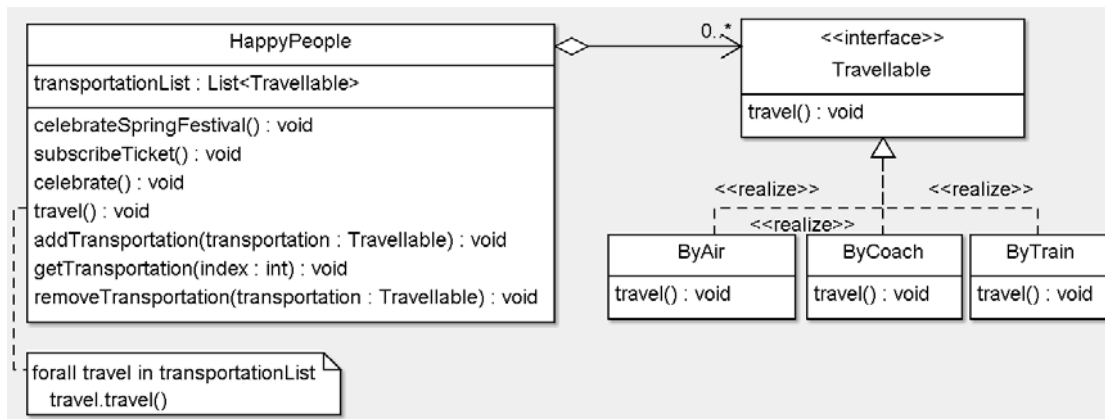 HappyPeople
transportationList : List<Travellable>
celebrateSpringFestival() : void
subscribeTicket() : void
celebrate() : void
travel() : void
addTransportation(transportation : Travellable) : void
getTransportation(index : int) : void
removeTransportation(transportation : Travellable) : void
forall travel in transportationList
travel.travel()
0..*
<<interface>>
Travellable
travel() : void
<<realize>>
<<realize>>
<<realize>>
ByAir
travel() : void
ByCoach
travel() : void
ByTrain
travel() : void